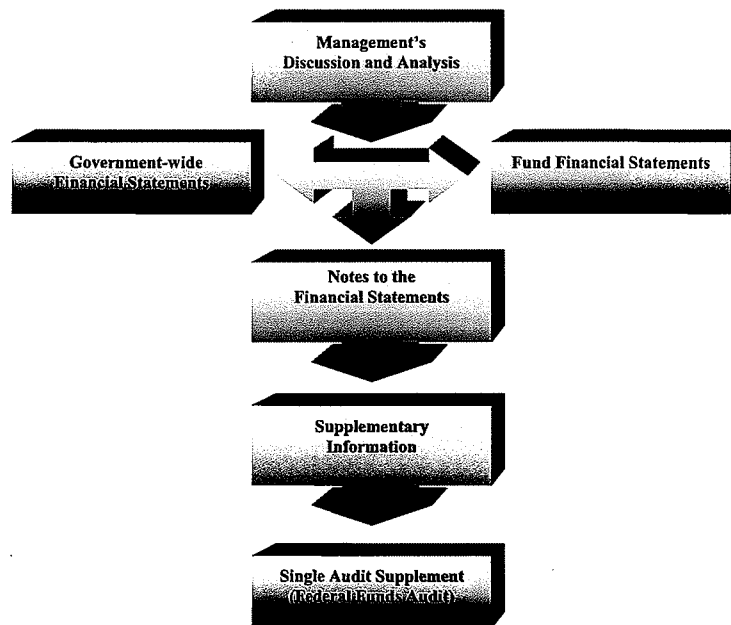 Management's
Discussion and Analysis
Government-wide
Financial Statements
Fund Financial Statements
Notes to the
Financial Statements
Supplementary
Information
Single Audit Supplement
(Federal Funds Audit)